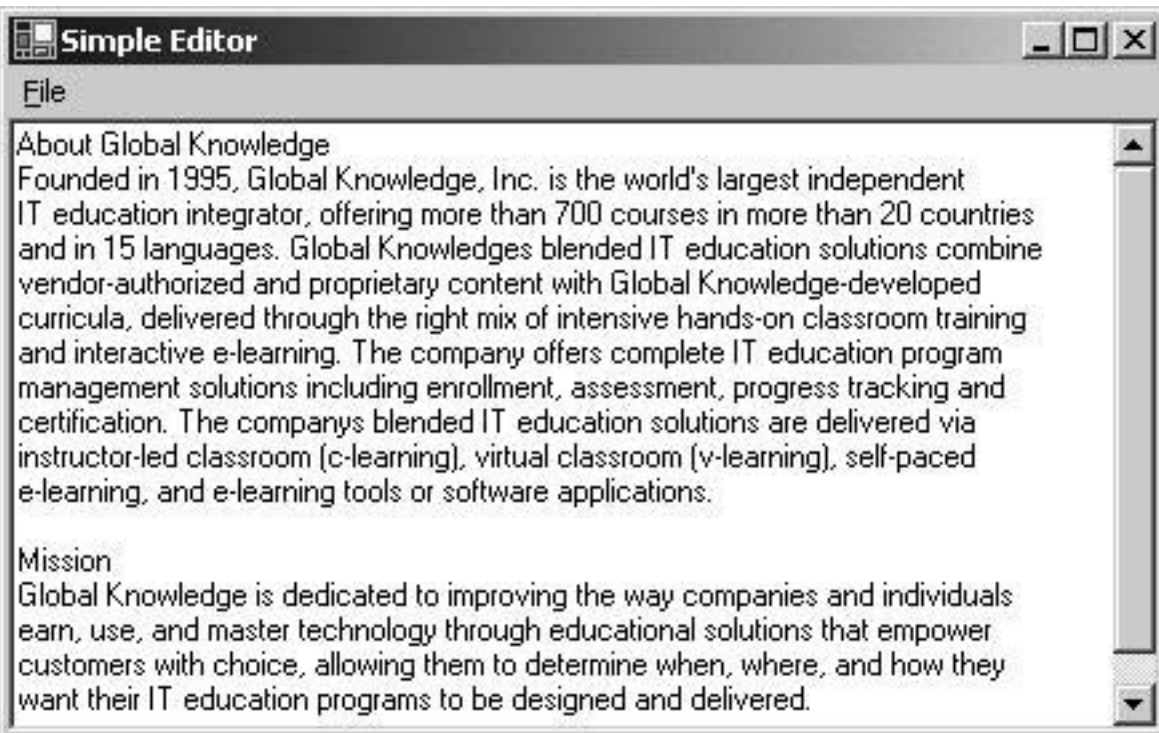 Simple Editor
File
About Global Knowledge
Founded in 1995, Global Knowledge, Inc. is the world's largest independent
IT education integrator, offering more than 700 courses in more than 20 countries
and in 15 languages. Global Knowledges blended IT education solutions combine
vendor-authorized and proprietary content with Global Knowledge-developed
curricula, delivered through the right mix of intensive hands-on classroom training
and interactive e-learning. The company offers complete IT education program
management solutions including enrollment, assessment, progress tracking and
certification. The companys blended IT education solutions are delivered via
instructor-led classroom (c-learning), virtual classroom (v-learning), self-paced
e-learning, and e-learning tools or software applications.
Mission
Global Knowledge is dedicated to improving the way companies and individuals
earn, use, and master technology through educational solutions that empower
customers with choice, allowing them to determine when, where, and how they
want their IT education programs to be designed and delivered.